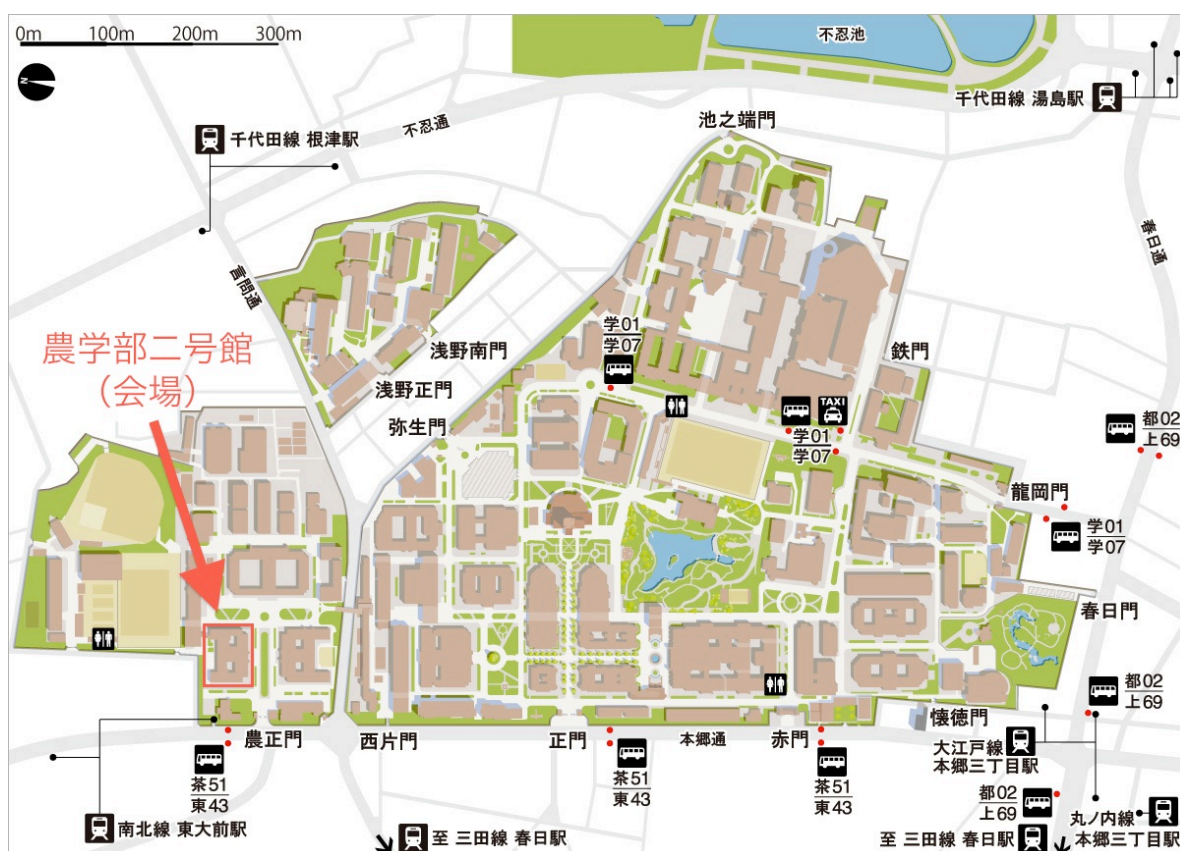 0m 100m 200m 300m
N
不忍池
千代田線 湯島駅
池之端門
不忍通
千代田線 根津駅
春日通
言問通
農学部二号館
(会場)
学01
学07
浅野南門
鉄門
浅野正門
TAXI
弥生門
学01
学07
都02
上69
龍岡門
学01
学07
春日門
都02
上69
懐徳門
農正門
西片門
正門
本郷通
赤門
大江戸線
本郷三丁目駅
茶51
東43
茶51
東43
茶51
東43
都02
上69
南北線 東大前駅
至 三田線 春日駅
至 三田線 春日駅
丸ノ内線
本郷三丁目駅